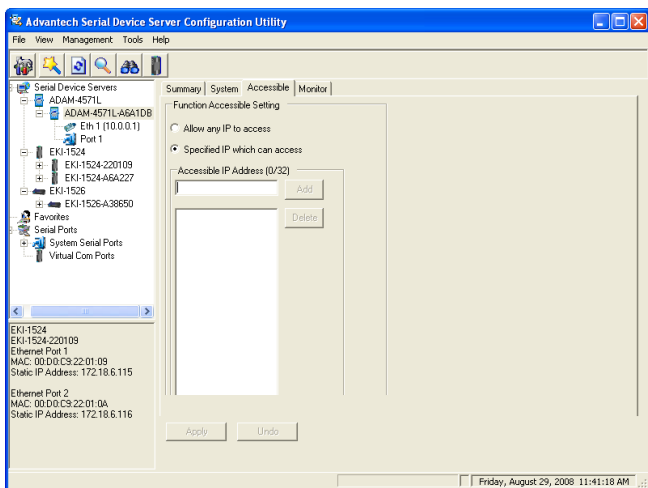 Advantech Serial Device Server Configuration Utility
File View Management Tools Help
Serial Device Servers
ADAM-4571L
ADAM-4571L-A6A1DB
Eth 1 (10.0.0.1)
Port 1
EKI-1524
EKI-1524-220109
EKI-1524-A6A227
EKI-1526
EKI-1526-A38650
Favorites
Serial Ports
System Serial Ports
Virtual Com Ports
EKI-1524
EKI-1524-220109
Ethernet Port 1
MAC: 00:D0:C9:22:01:09
Static IP Address: 172.18.6.115
Ethernet Port 2
MAC: 00:D0:C9:22:01:0A
Static IP Address: 172.18.6.116
Summary System Accessible Monitor
Function Accessible Setting
Allow any IP to access
Specified IP which can access
Accessible IP Address (0/32)
Add
Delete
Apply Undo
Friday, August 29, 2008 11:41:18 AM